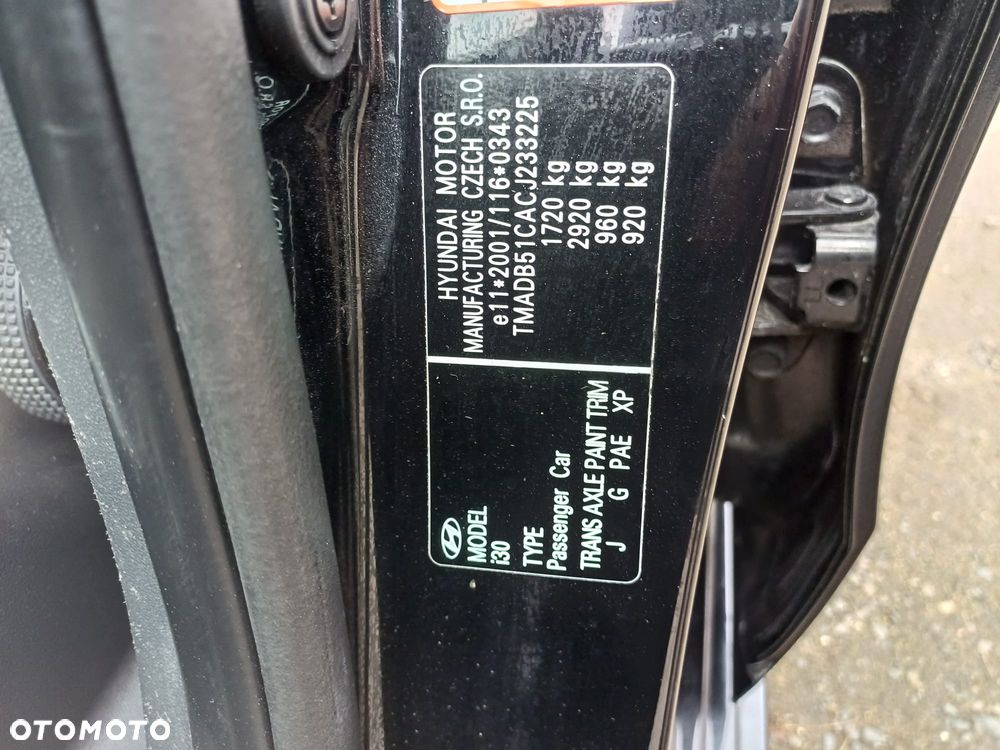 HYUNDAI MOTOR
MANUFACTURING CZECH S.R.O.
e11*2001/116*0343
TMADB51CACJ233225
1720 kg
2920 kg
960 kg
920 kg
MODEL
i30
TYPE
Passenger Car
TRANS AXLE PAINT TRIM
J G PAE XP
OTOMOTO